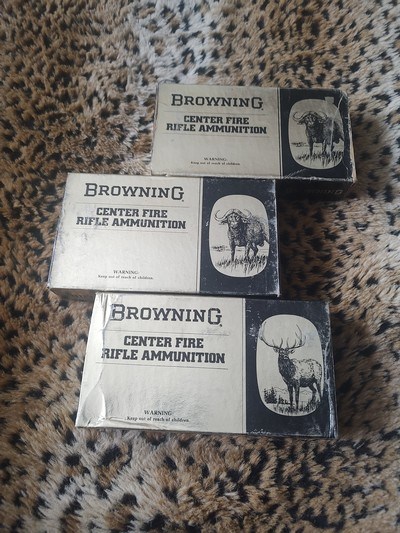 BROWNING
CENTER FIRE
RIFLE AMMUNITION
WARNING:
Keep out of reach of children.
BROWNING
CENTER FIRE
RIFLE AMMUNITION
WARNING:
Keep out of reach of children.
BROWNING®
CENTER FIRE
RIFLE AMMUNITION
WARNING:
Keep out of reach of children.